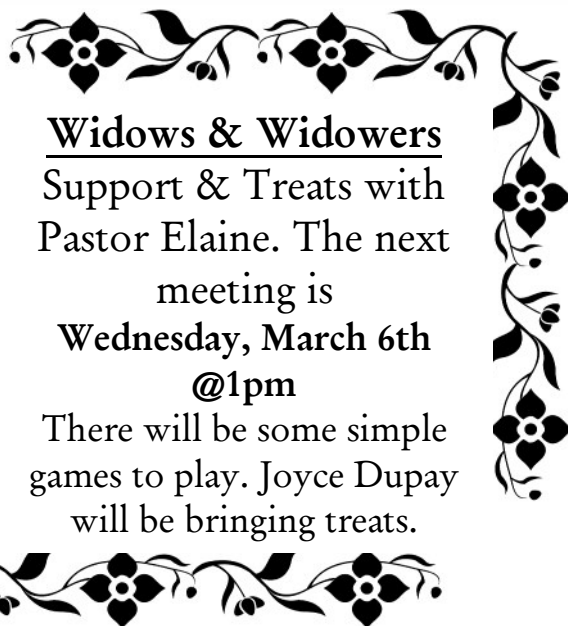 Widows & Widowers
Support & Treats with
Pastor Elaine. The next
meeting is
Wednesday, March 6th
@1pm
There will be some simple
games to play. Joyce Dupay
will be bringing treats.